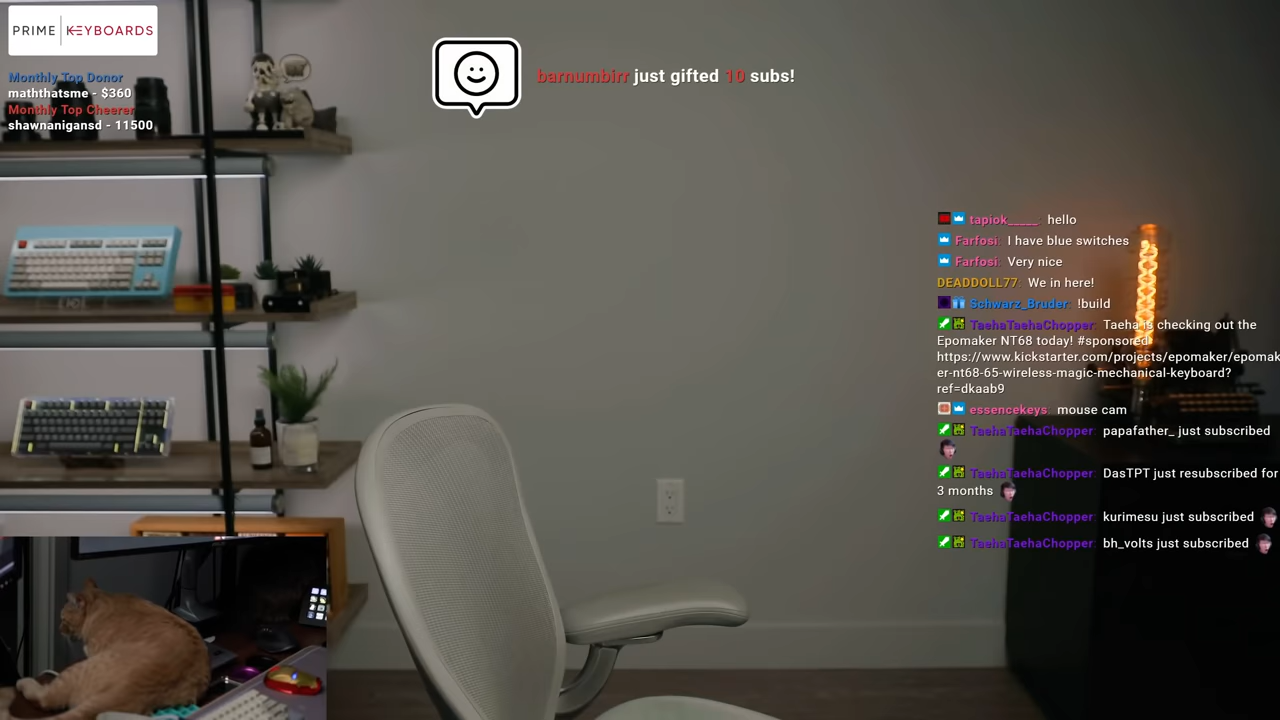 PRIME | KEYBOARDS
Monthly Top Donor
maththatsme - $360
Monthly Top Cheerer
shawnanigansd - 11500
barnumbirr just gifted 10 subs!
tapiok_____: hello
Farfosi: I have blue switches
Farfosi: Very nice
DEADDOLL77: We in here!
Schwarz_Bruder: !build
TaehaTaehaChopper: Taeha is checking out the
Epomaker NT68 today! #sponsored
https://www.kickstarter.com/projects/epomaker/epomak
er-nt68-65-wireless-magic-mechanical-keyboard?
ref=dkaab9
essencekeys: mouse cam
TaehaTaehaChopper: papafather_ just subscribed
TaehaTaehaChopper: DasTPT just resubscribed for
3 months
TaehaTaehaChopper: kurimesu just subscribed
TaehaTaehaChopper: bh_volts just subscribed